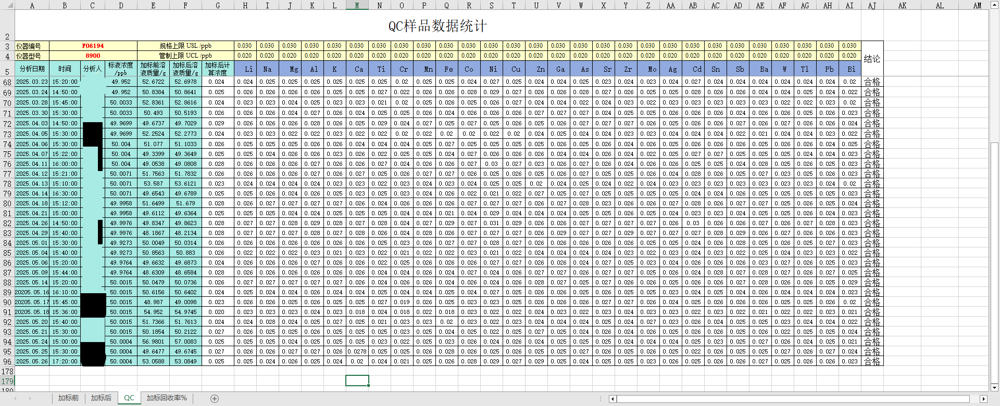 A B C D E F G H I J K L M N O P Q R S T U V W X Y Z AA AB AC AD AE AF AG AH AI AJ AK AL AM
2 QC样品数据统计
3 仪器编号 F06194 规格上限 USL /ppb 0.030 0.030 0.030 0.030 0.030 0.030 0.030 0.030 0.030 0.030 0.030 0.030 0.030 0.030 0.030 0.030 0.030 0.030 0.030 0.030 0.030 0.030 0.030 0.030 0.030 0.030 0.030 0.030 结论
4 仪器型号 8900 管制上限 UCL /ppb 0.020 0.020 0.020 0.020 0.020 0.020 0.020 0.020 0.020 0.020 0.020 0.020 0.020 0.020 0.020 0.020 0.020 0.020 0.020 0.020 0.020 0.020 0.020 0.020 0.020 0.020 0.020 0.020
5 分析日期 时间 分析人 标液浓度/ppb 加标前溶液质量/g 加标后溶液质量/g 加标后计算浓度 Li Na Mg Al K Ca Ti Cr Mn Fe Co Ni Cu Zn Ga As Sr Zr Mo Ag Cd Sn Sb Ba W Tl Pb Bi
68 2025.03.23 15:20:00 49.952 52.6722 52.6978 0.024 0.024 0.025 0.025 0.025 0.025 0.025 0.025 0.02 0.025 0.025 0.024 0.027 0.025 0.024 0.024 0.025 0.023 0.024 0.023 0.024 0.027 0.024 0.024 0.024 0.024 0.024 0.024 0.02 合格
69 2025.03.24 14:50:00 49.952 50.8384 50.8641 0.025 0.026 0.026 0.026 0.026 0.025 0.025 0.027 0.022 0.026 0.026 0.028 0.029 0.027 0.026 0.026 0.028 0.027 0.026 0.025 0.026 0.025 0.026 0.026 0.024 0.024 0.025 0.024 0.022 合格
70 2025.03.28 15:45:00 50.0033 52.8361 52.8616 0.024 0.023 0.023 0.024 0.025 0.023 0.023 0.021 0.02 0.025 0.026 0.025 0.026 0.027 0.024 0.024 0.022 0.024 0.023 0.022 0.023 0.024 0.023 0.023 0.023 0.022 0.022 0.023 0.02 合格
71 2025.03.30 15:30:00 50.0033 50.493 50.5193 0.026 0.026 0.026 0.024 0.027 0.026 0.024 0.025 0.025 0.026 0.024 0.026 0.026 0.026 0.027 0.027 0.027 0.024 0.025 0.025 0.025 0.026 0.026 0.024 0.026 0.026 0.025 0.026 0.023 合格
72 2025.04.03 14:50:00 49.9699 49.6737 49.7029 0.029 0.026 0.026 0.026 0.028 0.026 0.025 0.029 0.024 0.027 0.025 0.027 0.025 0.026 0.025 0.026 0.027 0.027 0.027 0.026 0.025 0.026 0.026 0.027 0.026 0.027 0.026 0.026 0.024 合格
73 2025.04.05 15:30:00 49.9699 52.2524 52.2773 0.024 0.023 0.023 0.022 0.022 0.023 0.022 0.022 0.02 0.022 0.02 0.02 0.022 0.02 0.024 0.025 0.024 0.024 0.023 0.023 0.024 0.024 0.024 0.022 0.021 0.024 0.024 0.023 0.022 合格
74 2025.04.06 15:30:00 50.004 51.077 51.1033 0.026 0.025 0.025 0.025 0.026 0.026 0.024 0.024 0.024 0.025 0.027 0.025 0.025 0.025 0.025 0.026 0.024 0.026 0.025 0.024 0.026 0.025 0.026 0.026 0.025 0.025 0.026 0.026 0.025 合格
75 2025.04.07 15:22:00 50.004 49.3399 49.3649 0.025 0.025 0.024 0.026 0.026 0.023 0.026 0.022 0.025 0.025 0.024 0.027 0.026 0.026 0.026 0.024 0.024 0.026 0.024 0.022 0.025 0.027 0.027 0.025 0.025 0.025 0.024 0.024 0.023 合格
76 2025.04.11 16:00:00 50.004 49.0538 49.0808 0.028 0.026 0.026 0.026 0.027 0.026 0.026 0.027 0.024 0.026 0.026 0.027 0.03 0.027 0.023 0.026 0.027 0.026 0.024 0.026 0.026 0.025 0.025 0.024 0.028 0.025 0.025 0.026 0.023 合格
77 2025.04.12 15:21:00 50.0071 51.7563 51.7832 0.026 0.026 0.026 0.026 0.026 0.026 0.027 0.025 0.026 0.027 0.026 0.027 0.025 0.026 0.025 0.025 0.027 0.025 0.025 0.026 0.024 0.028 0.026 0.025 0.027 0.023 0.026 0.025 0.023 合格
78 2025.04.13 15:10:00 50.0071 53.587 53.6121 0.023 0.024 0.024 0.024 0.024 0.023 0.023 0.022 0.023 0.024 0.023 0.024 0.025 0.025 0.02 0.024 0.025 0.024 0.022 0.024 0.023 0.023 0.023 0.023 0.023 0.023 0.023 0.024 0.02 合格
79 2025.04.14 16:30:00 50.0071 49.6543 49.6789 0.025 0.025 0.026 0.024 0.026 0.025 0.023 0.025 0.023 0.024 0.026 0.022 0.021 0.022 0.027 0.025 0.027 0.025 0.025 0.025 0.023 0.024 0.024 0.026 0.025 0.025 0.025 0.025 0.025 合格
80 2025.04.18 15:12:00 49.9958 51.6499 51.679 0.028 0.026 0.027 0.027 0.027 0.027 0.026 0.024 0.026 0.026 0.026 0.027 0.027 0.027 0.026 0.027 0.028 0.023 0.026 0.027 0.027 0.028 0.026 0.027 0.027 0.025 0.025 0.025 0.024 合格
81 2025.04.21 15:00:00 49.9958 49.6112 49.6364 0.025 0.025 0.025 0.024 0.024 0.025 0.025 0.025 0.024 0.024 0.021 0.024 0.029 0.024 0.024 0.024 0.025 0.025 0.026 0.024 0.024 0.023 0.023 0.024 0.025 0.025 0.026 0.024 0.023 合格
82 2025.04.26 14:50:00 49.9976 49.8347 49.8623 0.028 0.027 0.027 0.028 0.029 0.028 0.027 0.028 0.024 0.027 0.029 0.027 0.031 0.029 0.026 0.026 0.027 0.027 0.027 0.027 0.026 0.03 0.026 0.026 0.027 0.026 0.027 0.028 0.023 合格
83 2025.04.29 15:40:00 49.9976 48.1867 48.2134 0.028 0.027 0.027 0.028 0.028 0.027 0.026 0.027 0.024 0.028 0.026 0.027 0.028 0.027 0.026 0.029 0.027 0.027 0.029 0.027 0.027 0.027 0.028 0.029 0.026 0.027 0.026 0.026 0.023 合格
84 2025.05.01 15:30:00 49.9273 50.0049 50.0314 0.026 0.026 0.026 0.026 0.026 0.026 0.026 0.025 0.023 0.026 0.026 0.027 0.028 0.027 0.026 0.025 0.026 0.026 0.026 0.025 0.025 0.024 0.026 0.028 0.025 0.026 0.025 0.026 0.023 合格
85 2025.05.04 15:40:00 49.9273 50.8563 50.883 0.026 0.022 0.022 0.022 0.023 0.021 0.023 0.022 0.021 0.022 0.022 0.023 0.021 0.022 0.024 0.024 0.024 0.024 0.023 0.022 0.023 0.024 0.023 0.022 0.023 0.024 0.023 0.023 0.022 合格
86 2025.05.06 15:20:00 49.9764 49.6632 49.6873 0.024 0.026 0.026 0.025 0.027 0.026 0.026 0.025 0.024 0.025 0.026 0.024 0.024 0.026 0.025 0.026 0.024 0.027 0.025 0.023 0.024 0.025 0.026 0.023 0.025 0.024 0.024 0.025 0.022 合格
87 2025.05.09 15:44:00 49.9764 48.6309 48.6584 0.028 0.026 0.026 0.026 0.027 0.026 0.026 0.024 0.024 0.026 0.024 0.027 0.024 0.026 0.027 0.027 0.026 0.027 0.025 0.025 0.026 0.024 0.028 0.027 0.028 0.027 0.026 0.027 0.025 合格
88 2025.05.14 15:20:00 50.0015 50.0479 50.0736 0.026 0.027 0.027 0.027 0.027 0.026 0.024 0.026 0.024 0.024 0.026 0.024 0.026 0.024 0.028 0.027 0.025 0.026 0.026 0.027 0.026 0.026 0.026 0.027 0.028 0.028 0.026 0.025 0.029 合格
89 20205.05.16 16:10:00 50.0015 50.6156 50.6402 0.024 0.025 0.024 0.026 0.025 0.024 0.026 0.024 0.024 0.025 0.024 0.024 0.027 0.025 0.026 0.026 0.025 0.025 0.026 0.025 0.025 0.023 0.025 0.024 0.026 0.024 0.024 0.024 0.023 合格
90 20205.05.17 15:45:00 50.0015 48.987 49.0098 0.023 0.026 0.026 0.025 0.026 0.025 0.025 0.027 0.019 0.026 0.025 0.023 0.023 0.025 0.026 0.026 0.026 0.027 0.027 0.026 0.024 0.025 0.026 0.026 0.025 0.025 0.025 0.026 0.02 合格
91 20205.05.18 15:36:00 50.0015 54.952 54.9745 0.020 0.023 0.023 0.023 0.024 0.023 0.018 0.024 0.018 0.022 0.018 0.023 0.022 0.022 0.024 0.023 0.022 0.023 0.024 0.023 0.023 0.022 0.023 0.022 0.021 0.022 0.022 0.023 0.021 合格
92 2025.05.20 15:40:00 50.0015 51.7366 51.7613 0.024 0.024 0.028 0.024 0.025 0.027 0.025 0.021 0.023 0.023 0.02 0.023 0.022 0.023 0.024 0.024 0.024 0.025 0.024 0.027 0.023 0.026 0.024 0.025 0.025 0.023 0.024 0.024 0.022 合格
93 2025.05.21 15:30:00 50.0015 50.1854 50.2122 0.027 0.026 0.025 0.026 0.026 0.025 0.026 0.025 0.023 0.025 0.024 0.025 0.022 0.025 0.027 0.025 0.026 0.026 0.026 0.024 0.026 0.025 0.025 0.025 0.026 0.022 0.025 0.024 0.022 合格
94 2025.05.24 15:00:00 50.0004 56.9801 57.0083 0.025 0.025 0.025 0.024 0.025 0.025 0.025 0.023 0.022 0.025 0.023 0.026 0.024 0.026 0.024 0.025 0.025 0.025 0.024 0.024 0.024 0.025 0.023 0.025 0.027 0.026 0.024 0.025 0.021 合格
95 2025.05.25 15:30:00 50.0004 49.6477 49.6745 0.027 0.026 0.026 0.027 0.027 0.026 0.0278 0.025 0.025 0.026 0.028 0.026 0.025 0.025 0.026 0.025 0.026 0.026 0.025 0.024 0.026 0.022 0.026 0.025 0.025 0.027 0.026 0.027 0.024 合格
96 2025.05.26 17:20:00 50.0004 53.0588 53.0849 0.025 0.025 0.024 0.026 0.025 0.024 0.02 0.024 0.021 0.025 0.026 0.028 0.029 0.027 0.029 0.025 0.024 0.025 0.025 0.023 0.026 0.025 0.026 0.026 0.027 0.025 0.026 0.026 0.023 合格
178
179
180
加标前 加标后 QC 加标回收率%